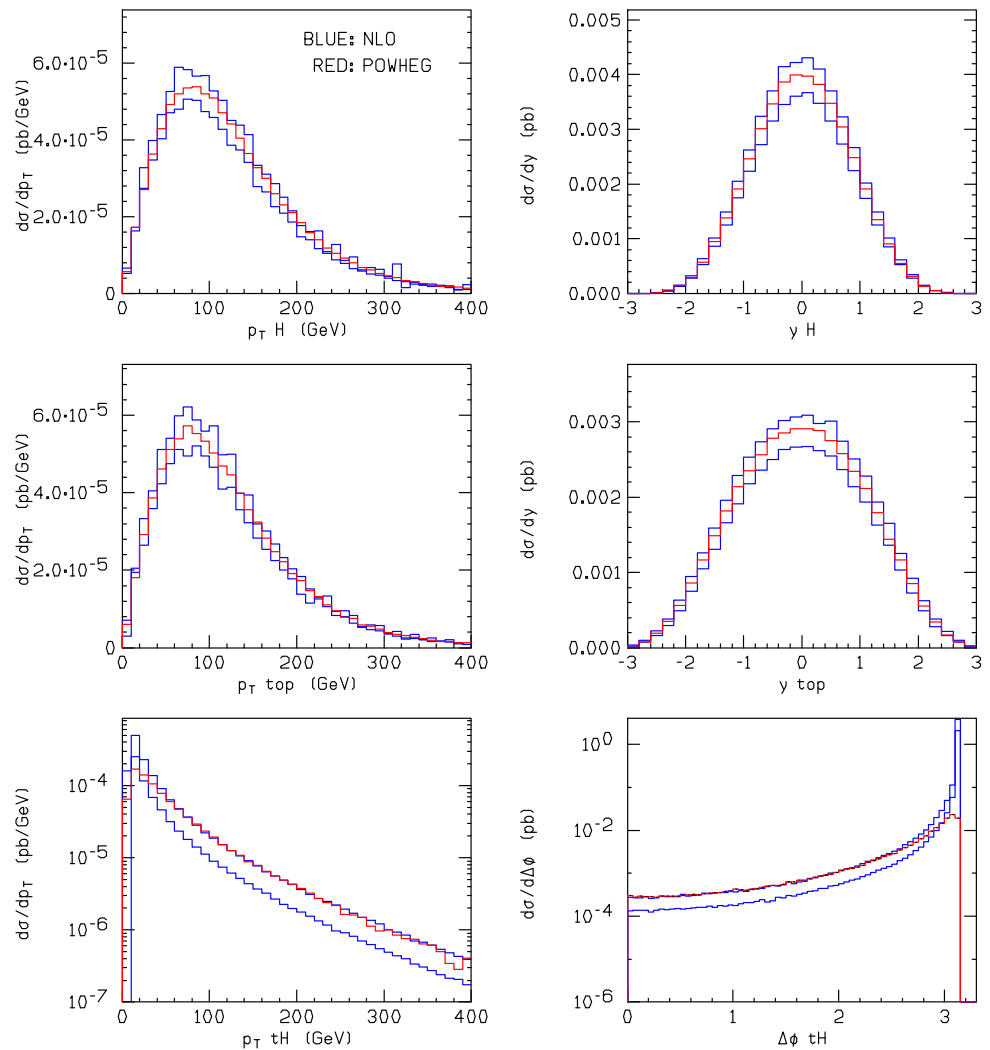 BLUE: NLO
RED: POWHEG
6.0·10⁻⁵
4.0·10⁻⁵
2.0·10⁻⁵
0
0 100 200 300 400
dσ/dp_T (pb/GeV)
p_T H (GeV)
0.005
0.004
0.003
0.002
0.001
0.000
-3 -2 -1 0 1 2 3
dσ/dy (pb)
y H
6.0·10⁻⁵
4.0·10⁻⁵
2.0·10⁻⁵
0
0 100 200 300 400
dσ/dp_T (pb/GeV)
p_T top (GeV)
0.003
0.002
0.001
0.000
-3 -2 -1 0 1 2 3
dσ/dy (pb)
y top
10⁻⁴
10⁻⁵
10⁻⁶
10⁻⁷
0 100 200 300 400
dσ/dp_T (pb/GeV)
p_T tH (GeV)
10⁰
10⁻²
10⁻⁴
10⁻⁶
0 1 2 3
dσ/dΔϕ (pb)
Δϕ tH